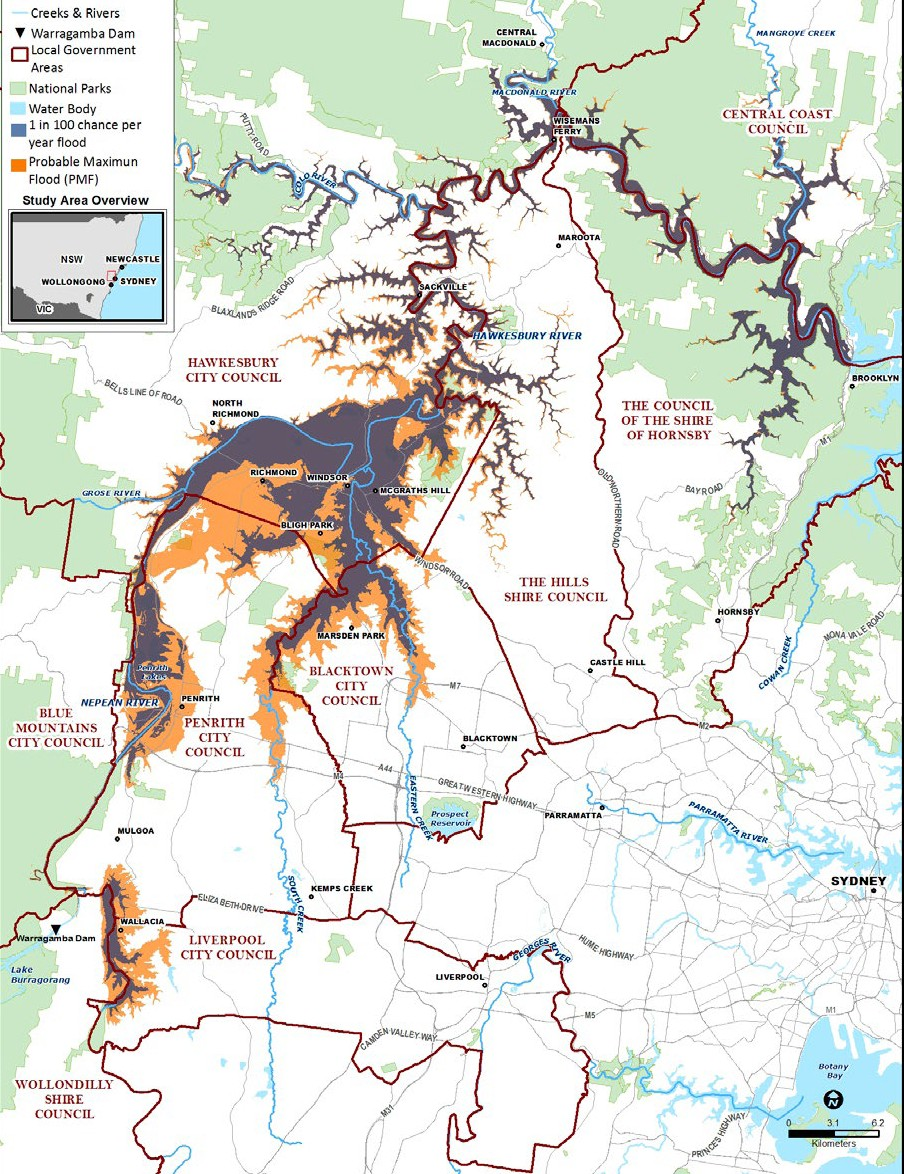 Creeks & Rivers
Warragamba Dam
Local Government
Areas
National Parks
Water Body
1 in 100 chance per
year flood
Probable Maximun
Flood (PMF)
Study Area Overview
NSW
NEWCASTLE
WOLLONGONG
SYDNEY
VIC
CENTRAL
MACDONALD
MANGROVE CREEK
MACDONALD RIVER
WISEMANS
FERRY
CENTRAL COAST
COUNCIL
PUTTY ROAD
COLO RIVER
MAROOTA
SACKVILLE
BLAXLANDS RIDGE ROAD
HAWKESBURY RIVER
HAWKESBURY
CITY COUNCIL
BROOKLYN
BELLS LINE OF ROAD
NORTH
RICHMOND
THE COUNCIL
OF THE SHIRE
OF HORNSBY
M1
RICHMOND
WINDSOR
MCGRATHS HILL
GROSE RIVER
BAY ROAD
OLD NORTHERN ROAD
BLIGH PARK
WINDSOR ROAD
THE HILLS
SHIRE COUNCIL
HORNSBY
MONA VALE ROAD
MARSDEN PARK
CASTLE HILL
COWAN CREEK
Penrith
Lakes
BLACKTOWN
CITY
COUNCIL
M7
NEPEAN RIVER
PENRITH
BLUE
MOUNTAINS
CITY COUNCIL
PENRITH
CITY
COUNCIL
M2
BLACKTOWN
M4
A44
GREAT WESTERN HIGHWAY
EASTERN CREEK
Prospect
Reservoir
PARRAMATTA
PARRAMATTA RIVER
MULGOA
SYDNEY
KEMPS CREEK
SOUTH CREEK
ELIZABETH DRIVE
WALLACIA
Warragamba Dam
LIVERPOOL
CITY COUNCIL
GEORGES RIVER
HUME HIGHWAY
Lake
Burragorang
LIVERPOOL
M5
M1
CAMDEN VALLEY WAY
Botany
Bay
WOLLONDILLY
SHIRE
COUNCIL
M31
PRINCE'S HIGHWAY
N
0 3.1 6.2
Kilometers